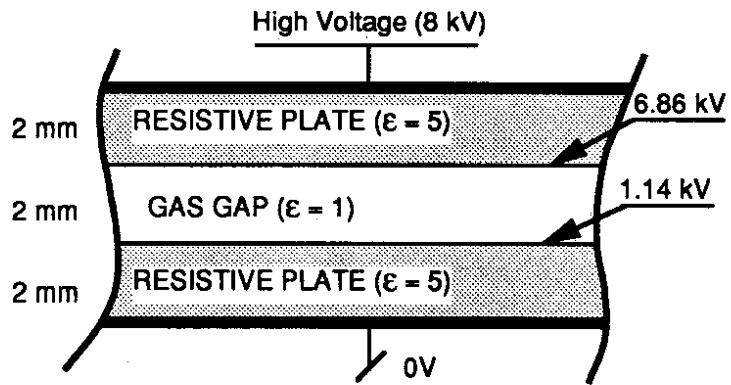 High Voltage (8 kV)
6.86 kV
2 mm
RESISTIVE PLATE (ε = 5)
1.14 kV
2 mm
GAS GAP (ε = 1)
2 mm
RESISTIVE PLATE (ε = 5)
0V